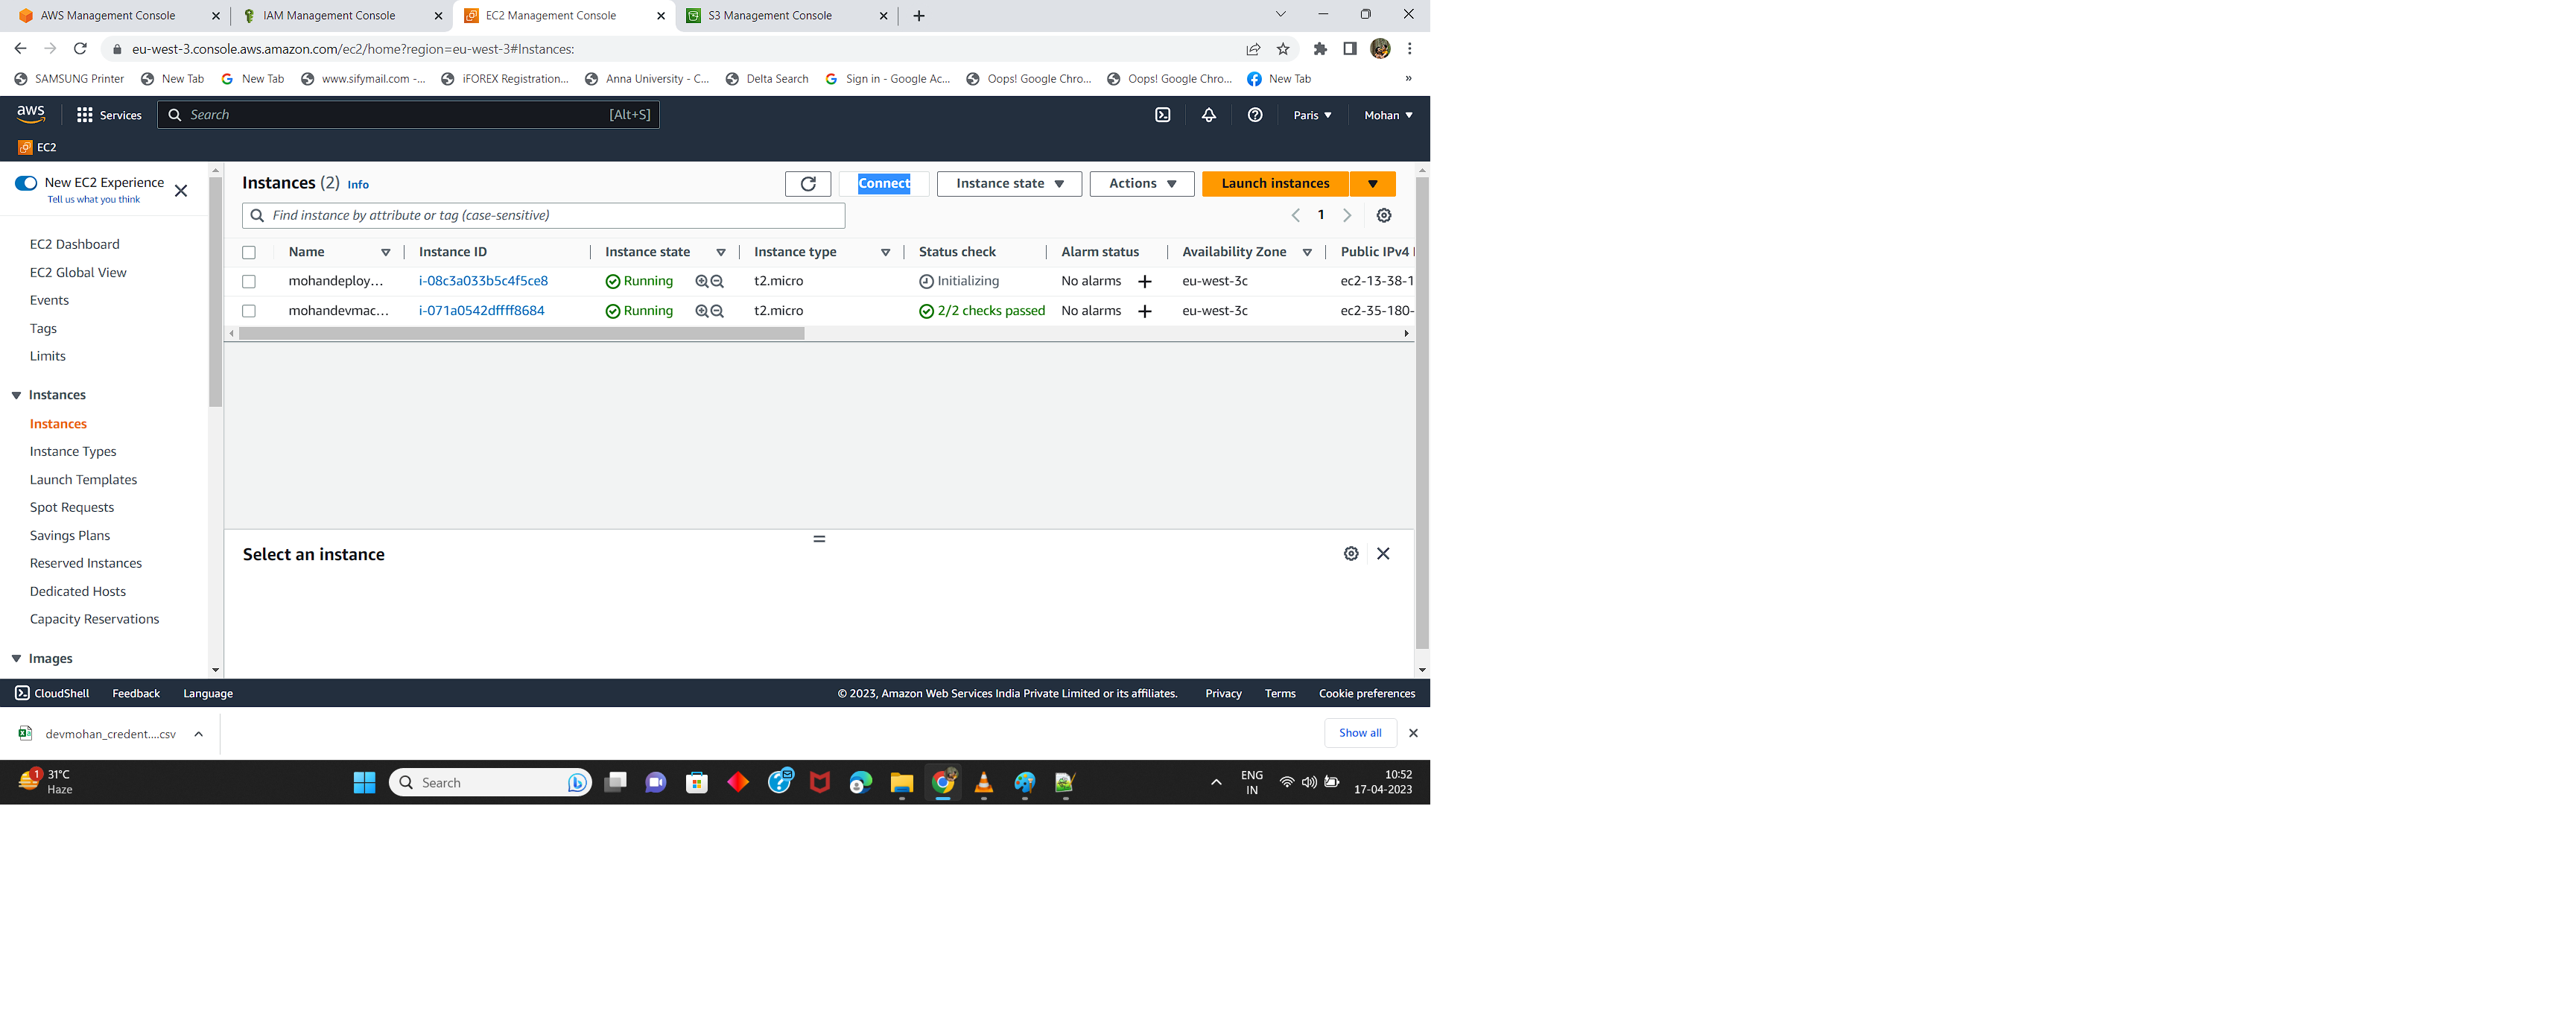 AWS Management Console
IAM Management Console
EC2 Management Console
S3 Management Console
eu-west-3.console.aws.amazon.com/ec2/home?region=eu-west-3#Instances:
SAMSUNG Printer New Tab New Tab www.sifymail.com -... iFOREX Registration... Anna University - C... Delta Search Sign in - Google Ac... Oops! Google Chro... Oops! Google Chro... New Tab »
aws Services Search [Alt+S] Paris Mohan
EC2
New EC2 Experience
Tell us what you think
EC2 Dashboard
EC2 Global View
Events
Tags
Limits
Instances
Instances
Instance Types
Launch Templates
Spot Requests
Savings Plans
Reserved Instances
Dedicated Hosts
Capacity Reservations
Images
Instances (2) Info Connect Instance state Actions Launch instances
Find instance by attribute or tag (case-sensitive) 1
Name Instance ID Instance state Instance type Status check Alarm status Availability Zone Public IPv4
mohandeploy... i-08c3a033b5c4f5ce8 Running t2.micro Initializing No alarms + eu-west-3c ec2-13-38-1
mohandevmac... i-071a0542dffff8684 Running t2.micro 2/2 checks passed No alarms + eu-west-3c ec2-35-180-
Select an instance
CloudShell Feedback Language © 2023, Amazon Web Services India Private Limited or its affiliates. Privacy Terms Cookie preferences
devmohan_credent....csv Show all
1 31°C
Haze
Search
ENG
IN
10:52
17-04-2023